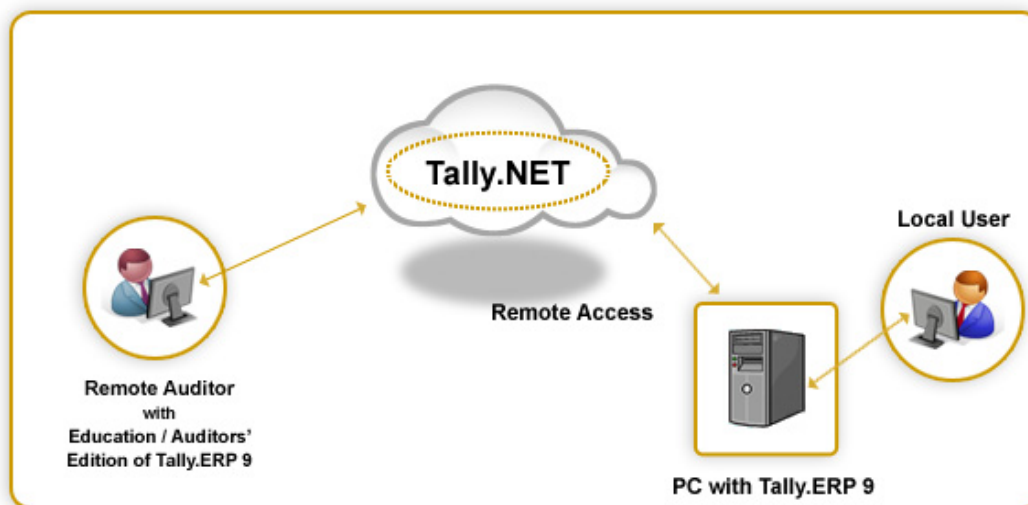 Tally.NET
Local User
Remote Access
Remote Auditor
with
Education / Auditors'
Edition of Tally.ERP 9
PC with Tally.ERP 9